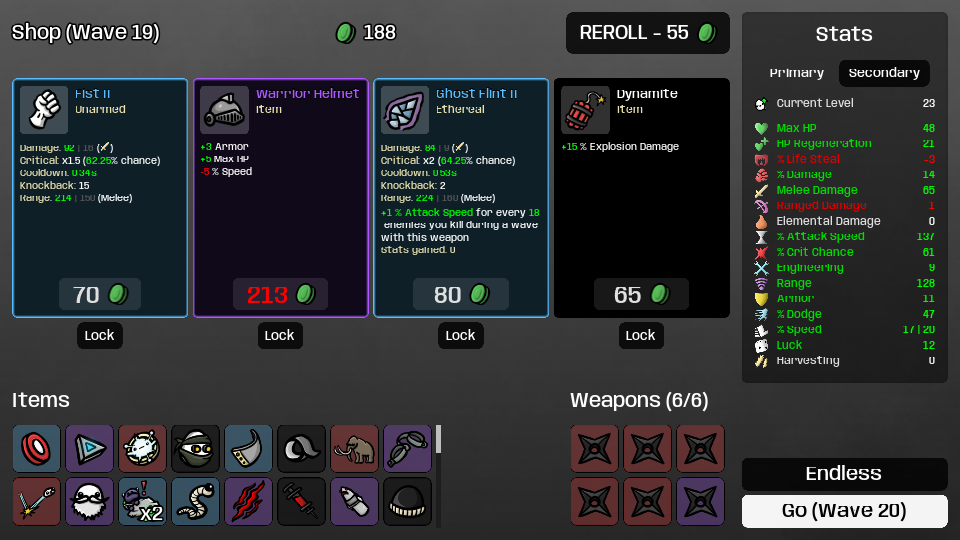 Shop (Wave 19)
188
REROLL - 55
Fist II
Unarmed
Damage: 92 | 16 ( )
Critical: x1.5 (62.25% chance)
Cooldown: 0.34s
Knockback: 15
Range: 214 | 150 (Melee)
70
Lock
Warrior Helmet
Item
+3 Armor
+5 Max HP
-5 % Speed
213
Lock
Ghost Flint II
Ethereal
Damage: 84 | 9 ( )
Critical: x2 (64.25% chance)
Cooldown: 0.53s
Knockback: 2
Range: 224 | 160 (Melee)
+1 % Attack Speed for every 18
enemies you kill during a wave
with this weapon
Stats gained: 0
80
Lock
Dynamite
Item
+15 % Explosion Damage
65
Lock
Stats
Primary
Secondary
Current Level 23
Max HP 48
HP Regeneration 21
% Life Steal -3
% Damage 14
Melee Damage 65
Ranged Damage 1
Elemental Damage 0
% Attack Speed 137
% Crit Chance 61
Engineering 9
Range 128
Armor 11
% Dodge 47
% Speed 17 | 20
Luck 12
Harvesting 0
Items
x2
Weapons (6/6)
Endless
Go (Wave 20)